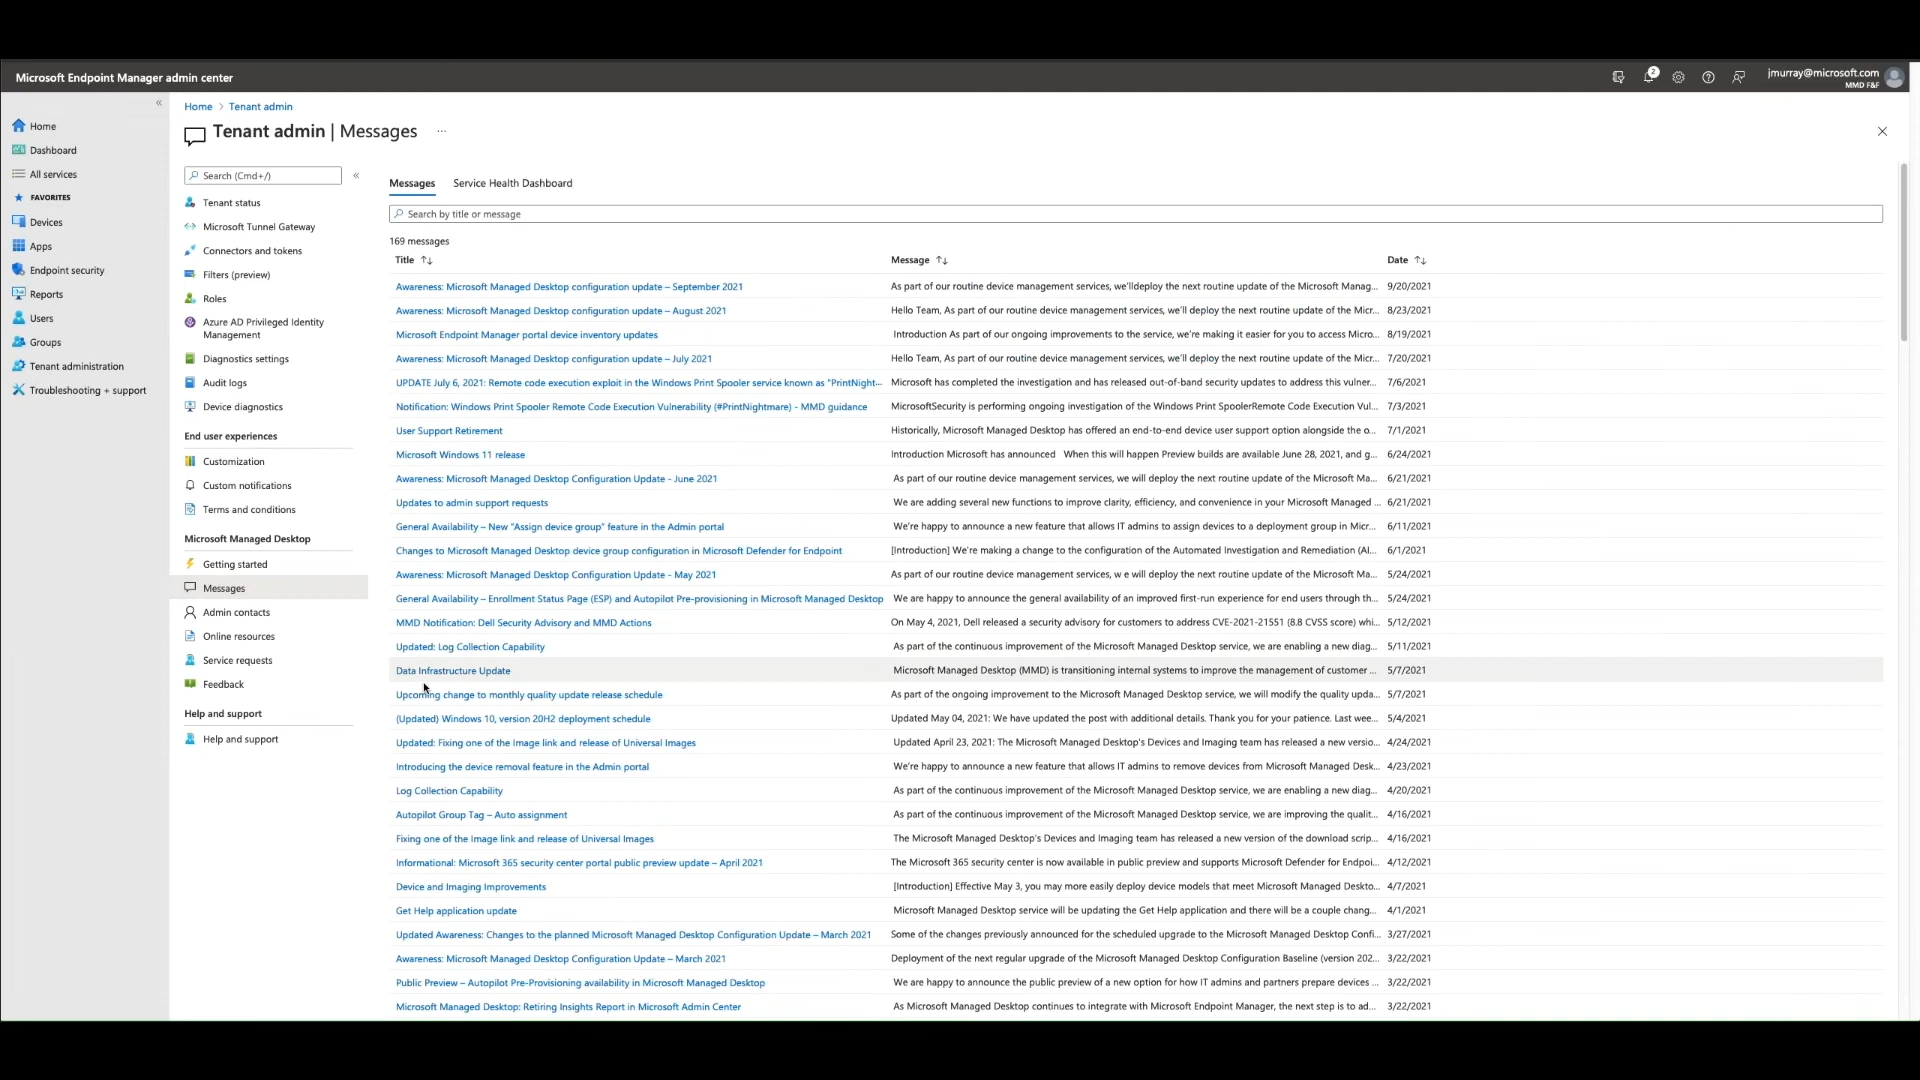 Microsoft Endpoint Manager admin center
2
jmurray@microsoft.com
MMD F&F
«
Home
Dashboard
All services
FAVORITES
Devices
Apps
Endpoint security
Reports
Users
Groups
Tenant administration
Troubleshooting + support
Home > Tenant admin
Tenant admin | Messages ...
Search (Cmd+/) «
Tenant status
Microsoft Tunnel Gateway
Connectors and tokens
Filters (preview)
Roles
Azure AD Privileged Identity
Management
Diagnostics settings
Audit logs
Device diagnostics
End user experiences
Customization
Custom notifications
Terms and conditions
Microsoft Managed Desktop
Getting started
Messages
Admin contacts
Online resources
Service requests
Feedback
Help and support
Help and support
Messages Service Health Dashboard
Search by title or message
169 messages
Title ↑↓ Message ↑↓ Date ↑↓
Awareness: Microsoft Managed Desktop configuration update – September 2021 As part of our routine device management services, we'lldeploy the next routine update of the Microsoft Manag... 9/20/2021
Awareness: Microsoft Managed Desktop configuration update – August 2021 Hello Team, As part of our routine device management services, we'll deploy the next routine update of the Micr... 8/23/2021
Microsoft Endpoint Manager portal device inventory updates Introduction As part of our ongoing improvements to the service, we're making it easier for you to access Micro... 8/19/2021
Awareness: Microsoft Managed Desktop configuration update – July 2021 Hello Team, As part of our routine device management services, we'll deploy the next routine update of the Micr... 7/20/2021
UPDATE July 6, 2021: Remote code execution exploit in the Windows Print Spooler service known as "PrintNight... Microsoft has completed the investigation and has released out-of-band security updates to address this vulner... 7/6/2021
Notification: Windows Print Spooler Remote Code Execution Vulnerability (#PrintNightmare) - MMD guidance MicrosoftSecurity is performing ongoing investigation of the Windows Print SpoolerRemote Code Execution Vul... 7/3/2021
User Support Retirement Historically, Microsoft Managed Desktop has offered an end-to-end device user support option alongside the o... 7/1/2021
Microsoft Windows 11 release Introduction Microsoft has announced When this will happen Preview builds are available June 28, 2021, and g... 6/24/2021
Awareness: Microsoft Managed Desktop Configuration Update - June 2021 As part of our routine device management services, we will deploy the next routine update of the Microsoft Ma... 6/21/2021
Updates to admin support requests We are adding several new functions to improve clarity, efficiency, and convenience in your Microsoft Managed ... 6/21/2021
General Availability – New "Assign device group" feature in the Admin portal We're happy to announce a new feature that allows IT admins to assign devices to a deployment group in Micr... 6/11/2021
Changes to Microsoft Managed Desktop device group configuration in Microsoft Defender for Endpoint [Introduction] We're making a change to the configuration of the Automated Investigation and Remediation (AI... 6/1/2021
Awareness: Microsoft Managed Desktop Configuration Update - May 2021 As part of our routine device management services, w e will deploy the next routine update of the Microsoft Ma... 5/24/2021
General Availability – Enrollment Status Page (ESP) and Autopilot Pre-provisioning in Microsoft Managed Desktop We are happy to announce the general availability of an improved first-run experience for end users through th... 5/24/2021
MMD Notification: Dell Security Advisory and MMD Actions On May 4, 2021, Dell released a security advisory for customers to address CVE-2021-21551 (8.8 CVSS score) whi... 5/12/2021
Updated: Log Collection Capability As part of the continuous improvement of the Microsoft Managed Desktop service, we are enabling a new diag... 5/11/2021
Data Infrastructure Update Microsoft Managed Desktop (MMD) is transitioning internal systems to improve the management of customer ... 5/7/2021
Upcoming change to monthly quality update release schedule As part of the ongoing improvement to the Microsoft Managed Desktop service, we will modify the quality upda... 5/7/2021
(Updated) Windows 10, version 20H2 deployment schedule Updated May 04, 2021: We have updated the post with additional details. Thank you for your patience. Last wee... 5/4/2021
Updated: Fixing one of the Image link and release of Universal Images Updated April 23, 2021: The Microsoft Managed Desktop's Devices and Imaging team has released a new versio... 4/24/2021
Introducing the device removal feature in the Admin portal We're happy to announce a new feature that allows IT admins to remove devices from Microsoft Managed Desk... 4/23/2021
Log Collection Capability As part of the continuous improvement of the Microsoft Managed Desktop service, we are enabling a new diag... 4/20/2021
Autopilot Group Tag – Auto assignment As part of the continuous improvement of the Microsoft Managed Desktop service, we are improving the qualit... 4/16/2021
Fixing one of the Image link and release of Universal Images The Microsoft Managed Desktop's Devices and Imaging team has released a new version of the download scrip... 4/16/2021
Informational: Microsoft 365 security center portal public preview update – April 2021 The Microsoft 365 security center is now available in public preview and supports Microsoft Defender for Endpoi... 4/12/2021
Device and Imaging Improvements [Introduction] Effective May 3, you may more easily deploy device models that meet Microsoft Managed Deskto... 4/7/2021
Get Help application update Microsoft Managed Desktop service will be updating the Get Help application and there will be a couple chang... 4/1/2021
Updated Awareness: Changes to the planned Microsoft Managed Desktop Configuration Update – March 2021 Some of the changes previously announced for the scheduled upgrade to the Microsoft Managed Desktop Confi... 3/27/2021
Awareness: Microsoft Managed Desktop Configuration Update – March 2021 Deployment of the next regular upgrade of the Microsoft Managed Desktop Configuration Baseline (version 202... 3/22/2021
Public Preview – Autopilot Pre-Provisioning availability in Microsoft Managed Desktop We are happy to announce the public preview of a new option for how IT admins and partners prepare devices ... 3/22/2021
Microsoft Managed Desktop: Retiring Insights Report in Microsoft Admin Center As Microsoft Managed Desktop continues to integrate with Microsoft Endpoint Manager, the next step is to ad... 3/22/2021